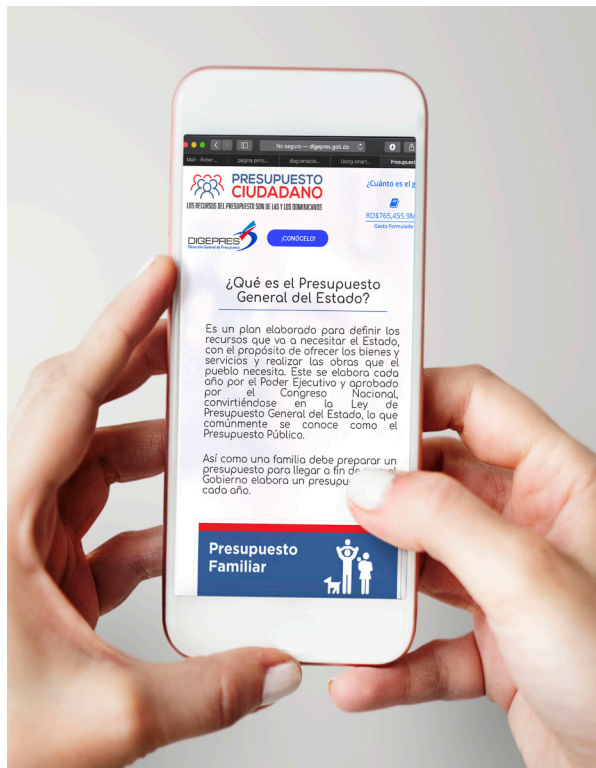 No seguro — digepres.gob.do
Mail - Rober... pagina princ... diagramacio... Using smart... Presupuest
PRESUPUESTO
CIUDADANO
LOS RECURSOS DEL PRESUPUESTO SON DE LAS Y LOS DOMINICANOS
¿Cuánto es el g
RD$765,455.9M
Gasto Formulado
DIGEPRES
Dirección General de Presupuesto
¡CONÓCELO!
¿Qué es el Presupuesto
General del Estado?
Es un plan elaborado para definir los
recursos que va a necesitar el Estado,
con el propósito de ofrecer los bienes y
servicios y realizar las obras que el
pueblo necesita. Este se elabora cada
año por el Poder Ejecutivo y aprobado
por el Congreso Nacional,
convirtiéndose en la Ley de
Presupuesto General del Estado, lo que
comúnmente se conoce como el
Presupuesto Público.
Así como una familia debe preparar un
presupuesto para llegar a fin de
Gobierno elabora un presupu
cada año.
Presupuesto
Familiar